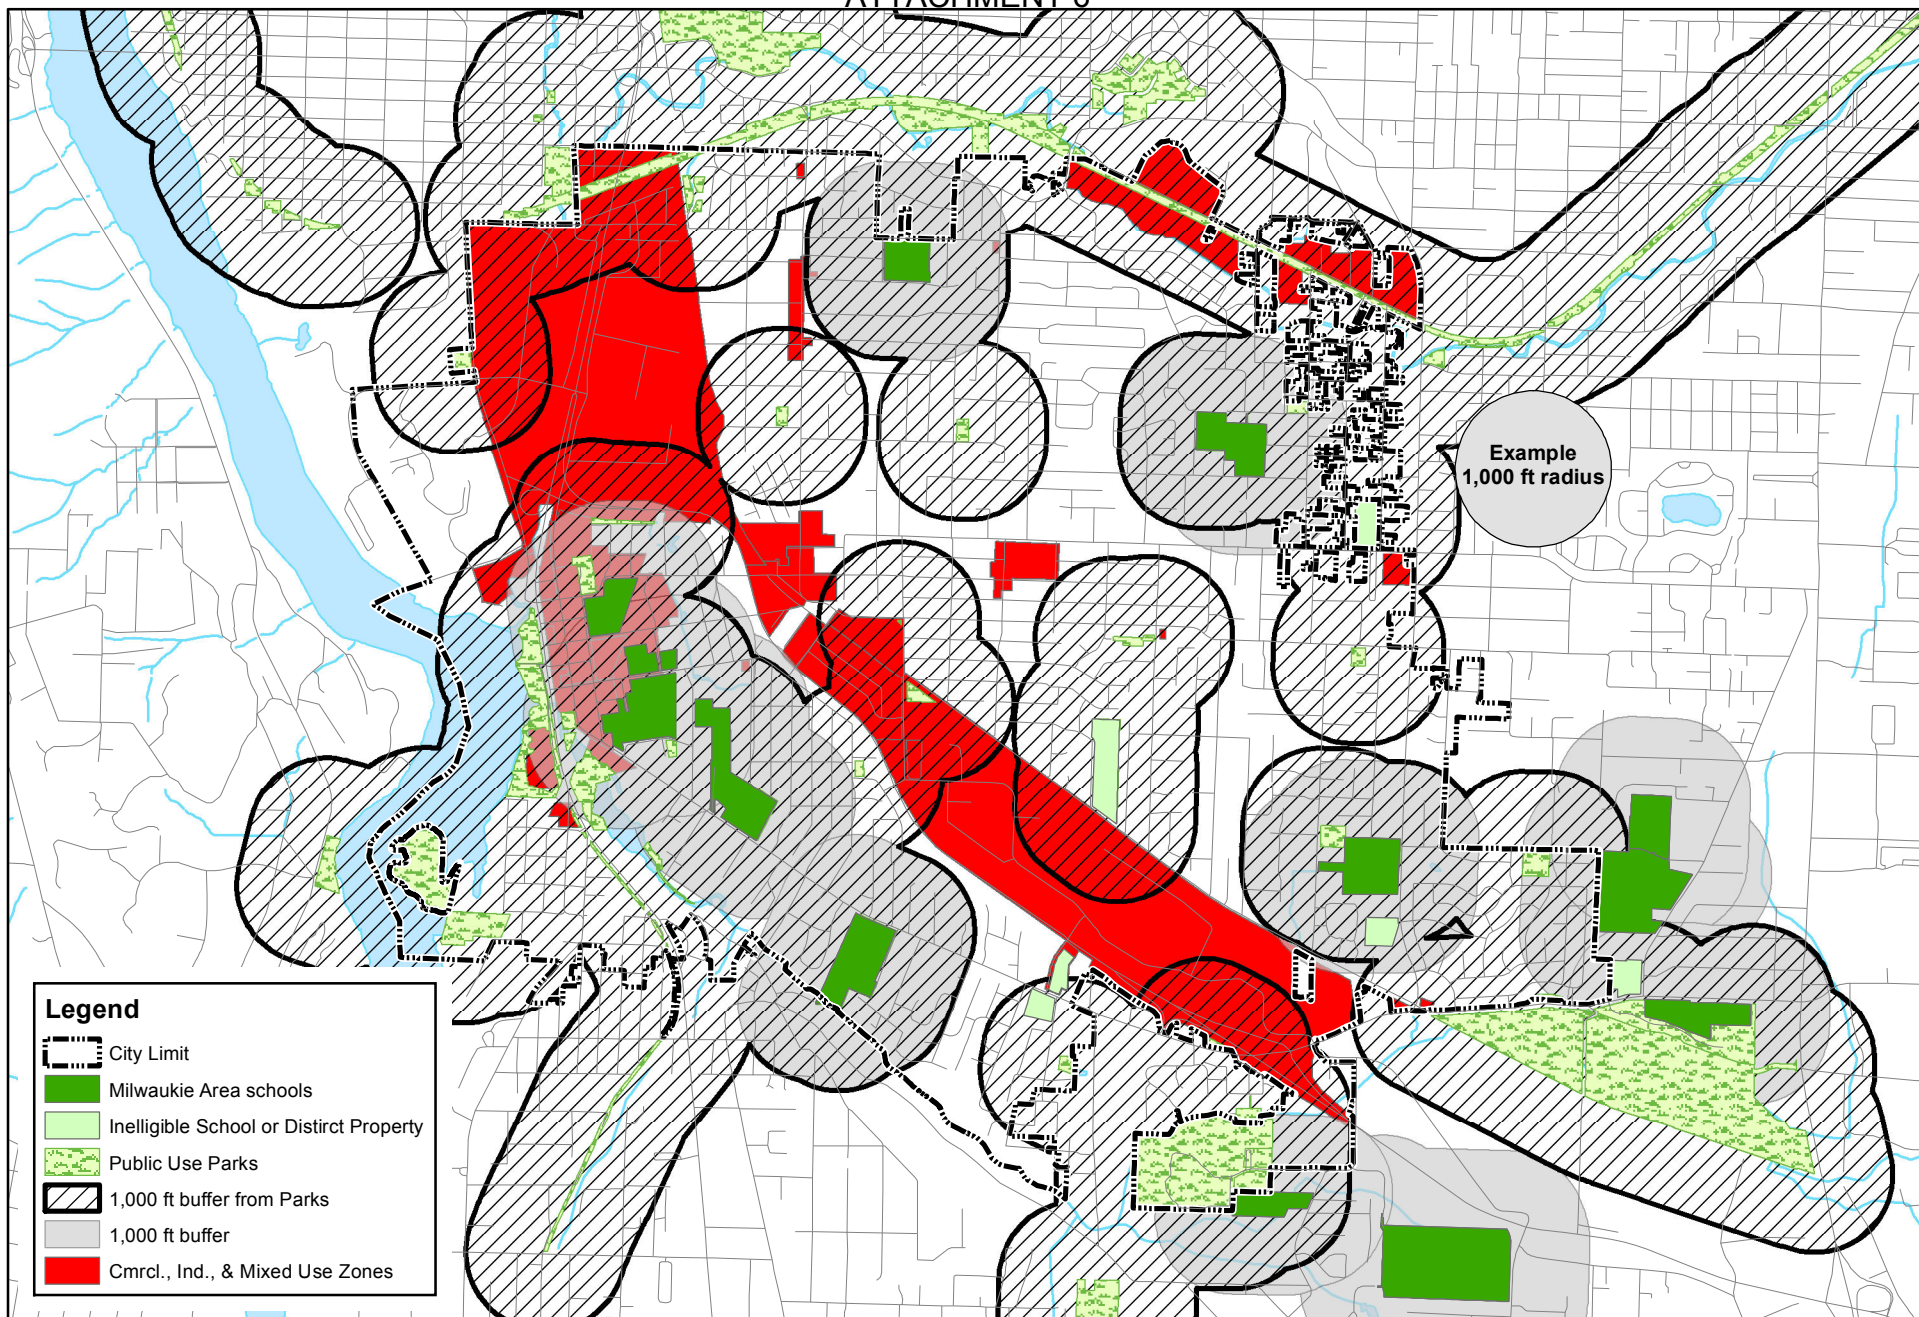 Example
1,000 ft radius
Legend
City Limit
Milwaukie Area schools
Inelligible School or Distirct Property
Public Use Parks
1,000 ft buffer from Parks
1,000 ft buffer
Cmrcl., Ind., & Mixed Use Zones